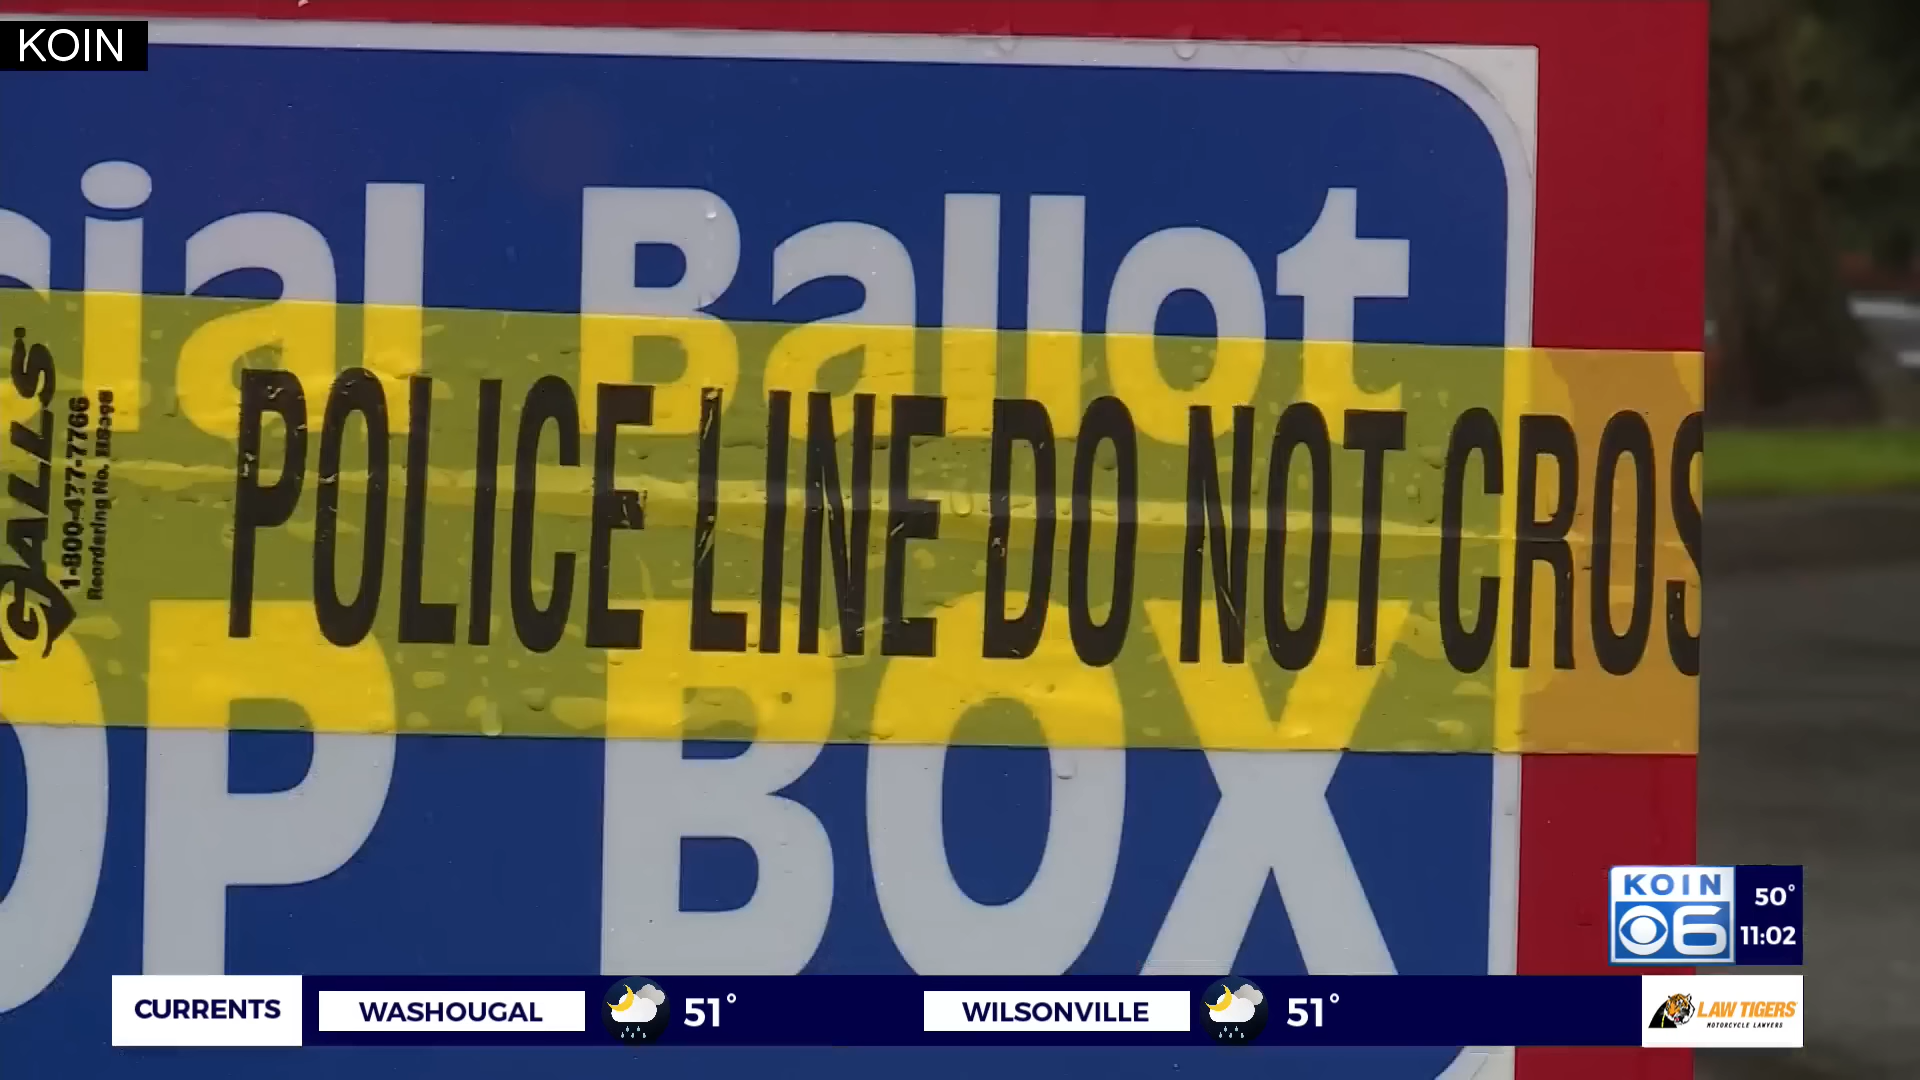 KOIN
cial Ballot
GALLS
1-800-477-7766
Reordering No.
POLICE LINE DO NOT CROS
OP BOX
KOIN
6
50°
11:02
CURRENTS
WASHOUGAL 51°
WILSONVILLE 51°
LAW TIGERS
MOTORCYCLE LAWYERS